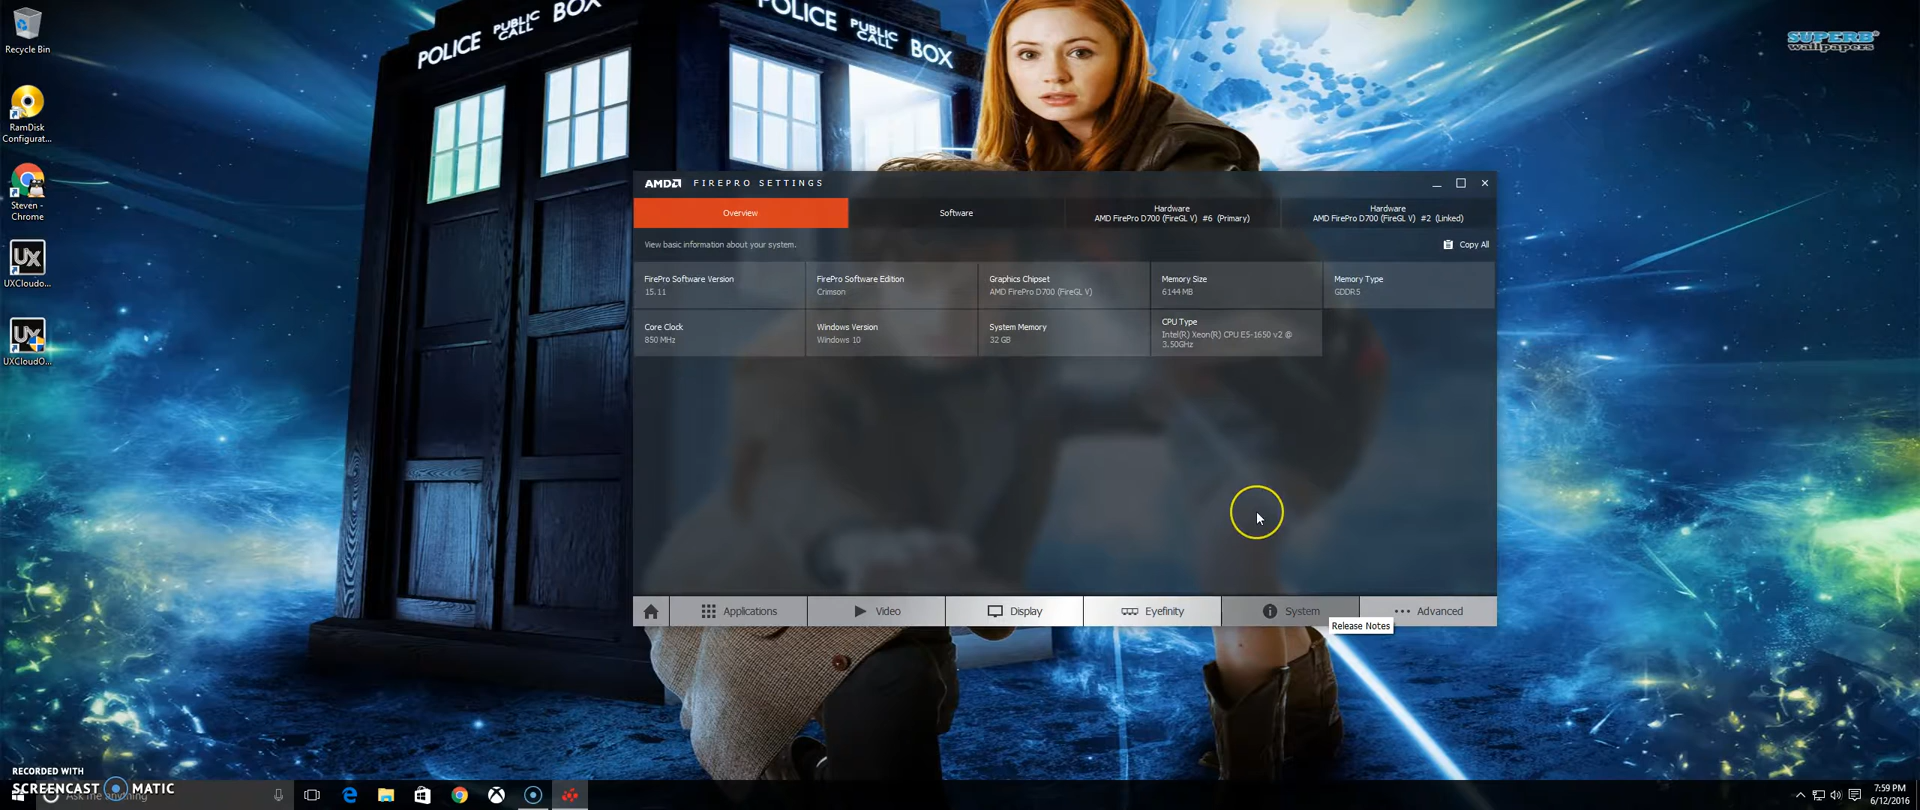 POLICE PUBLIC CALL BOX
POLICE PUBLIC CALL BOX
SUPERB
wallpapers
Recycle Bin
RamDisk
Configurat...
Steven -
Chrome
UX
UXCloudo...
UX
UXCloudO...
AMD FIREPRO SETTINGS
Overview
Software
Hardware
AMD FirePro D700 (FireGL V) #6 (Primary)
Hardware
AMD FirePro D700 (FireGL V) #2 (Linked)
View basic information about your system.
Copy All
FirePro Software Version
15.11
FirePro Software Edition
Crimson
Graphics Chipset
AMD FirePro D700 (FireGL V)
Memory Size
6144 MB
Memory Type
GDDR5
Core Clock
850 MHz
Windows Version
Windows 10
System Memory
32 GB
CPU Type
Intel(R) Xeon(R) CPU E5-1650 v2 @
3.50GHz
Applications
Video
Display
Eyefinity
System
Advanced
Release Notes
RECORDED WITH
SCREENCAST MATIC
Ask me anything
7:59 PM
6/12/2016